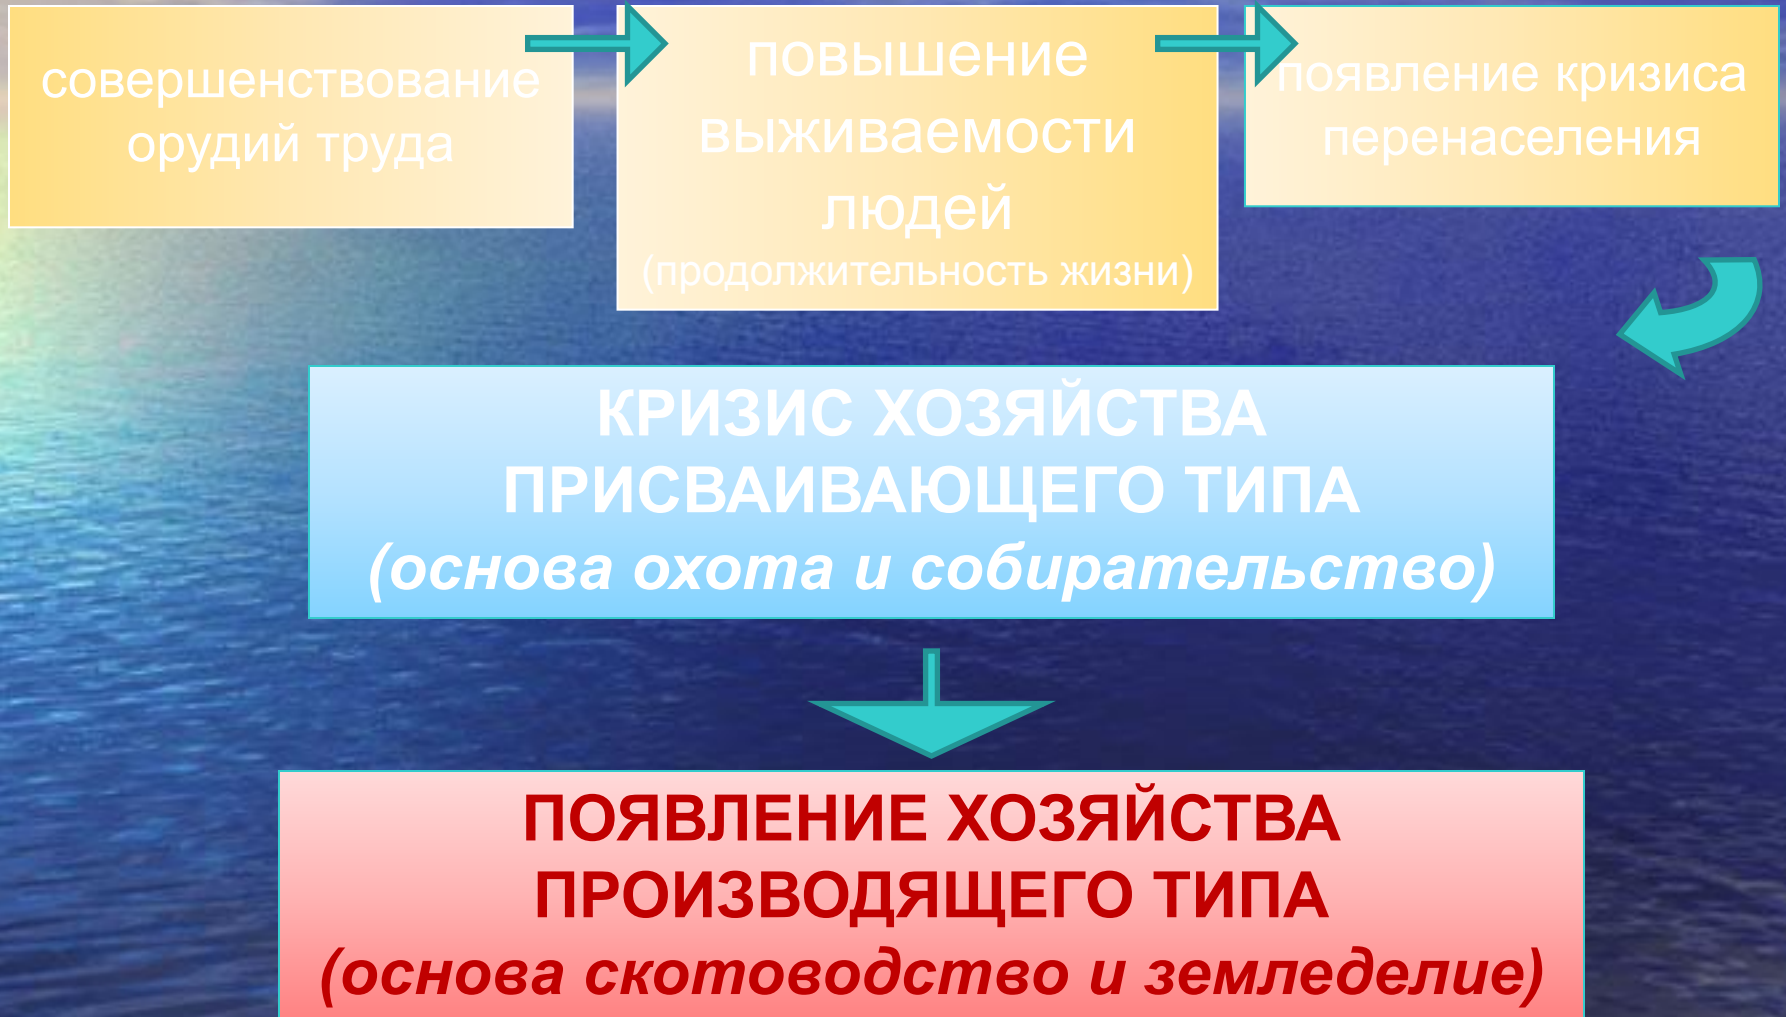 совершенствование
орудий труда
повышение
выживаемости
людей
(продолжительность жизни)
появление кризиса
перенаселения
КРИЗИС ХОЗЯЙСТВА
ПРИСВАИВАЮЩЕГО ТИПА
(основа охота и собирательство)
ПОЯВЛЕНИЕ ХОЗЯЙСТВА
ПРОИЗВОДЯЩЕГО ТИПА
(основа скотоводство и земледелие)